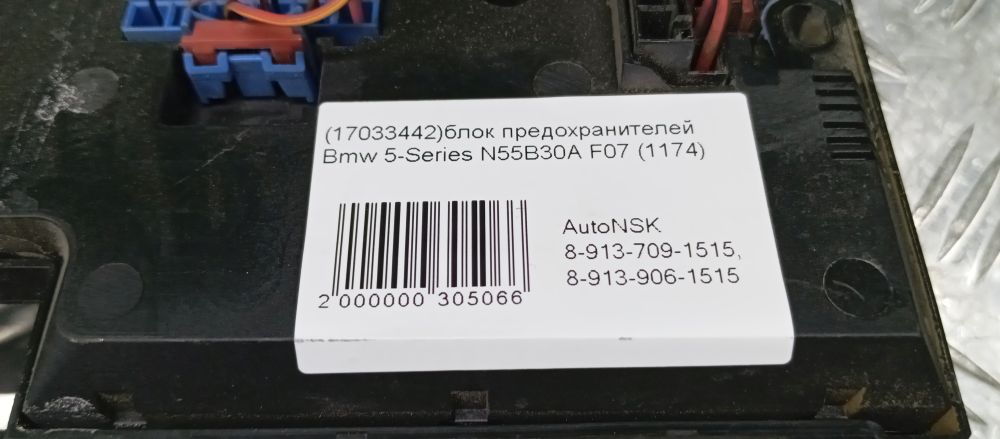 (17033442)блок предохранителей
Bmw 5-Series N55B30A F07 (1174)
AutoNSK
8-913-709-1515,
8-913-906-1515
2 000000 305066